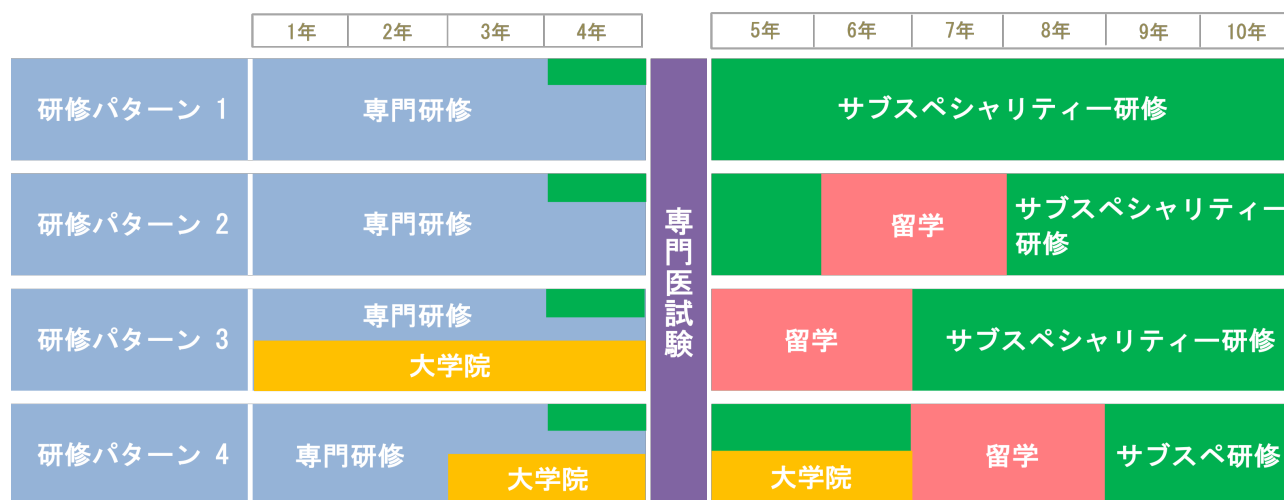 1年 2年 3年 4年 5年 6年 7年 8年 9年 10年
研修パターン 1 専門研修 サブスペシャリティー研修
研修パターン 2 専門研修 留学 サブスペシャリティー
研修
専門医試験
研修パターン 3 専門研修 留学 サブスペシャリティー研修
大学院
研修パターン 4 専門研修 留学 サブスペ研修
大学院 大学院